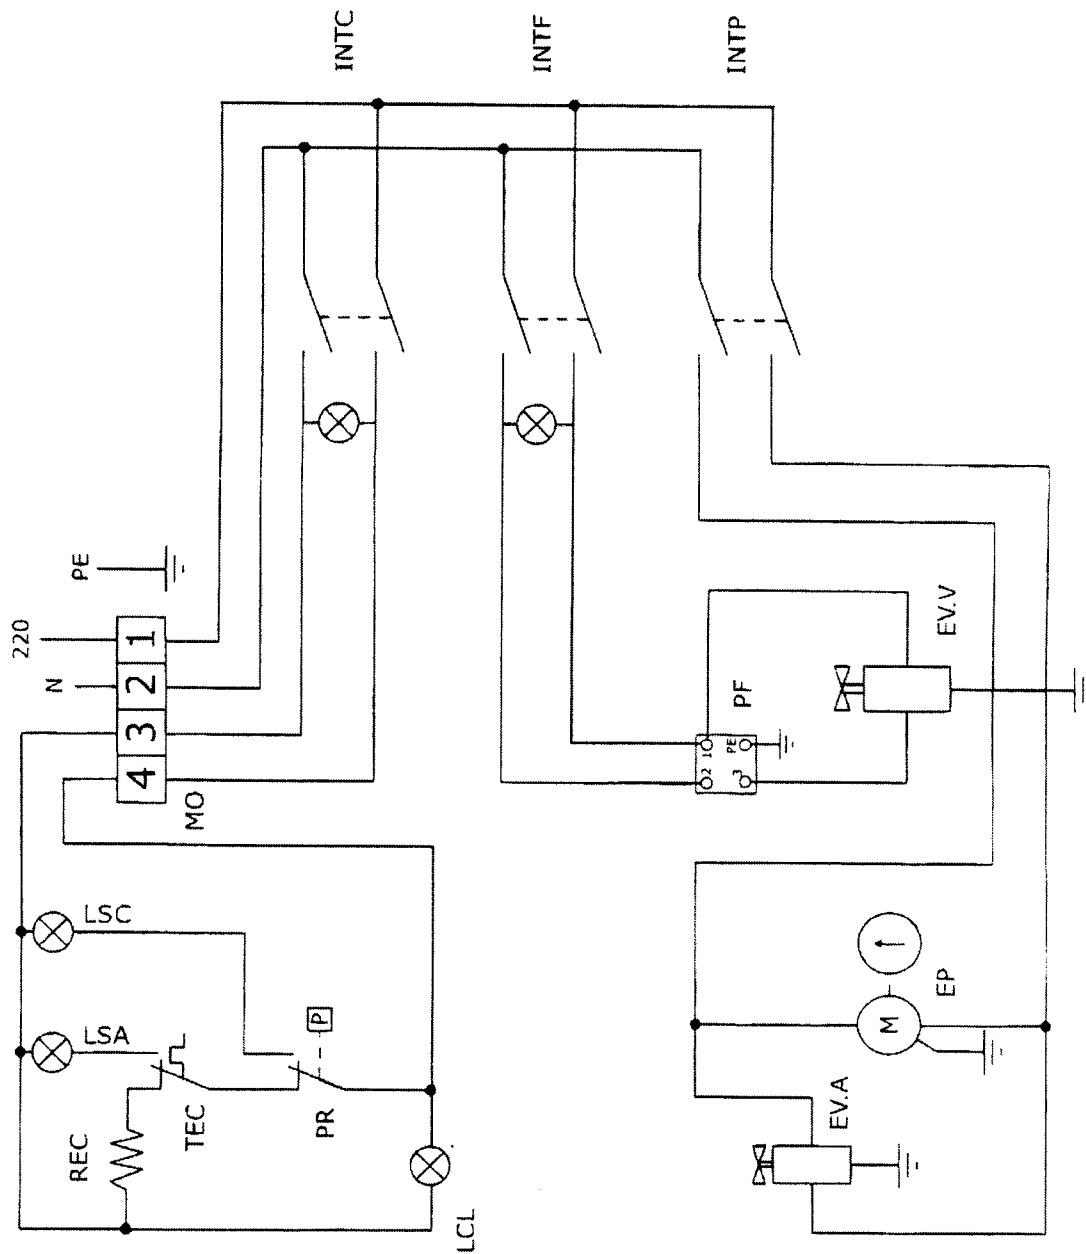 INTC
INTF
INTP
PE
220
N
1
2
3
4
MO
LSC
LSA
REC
TEC
PR
P
LCL
PF
2
1
3
PE
EV.V
M
EP
EV.A